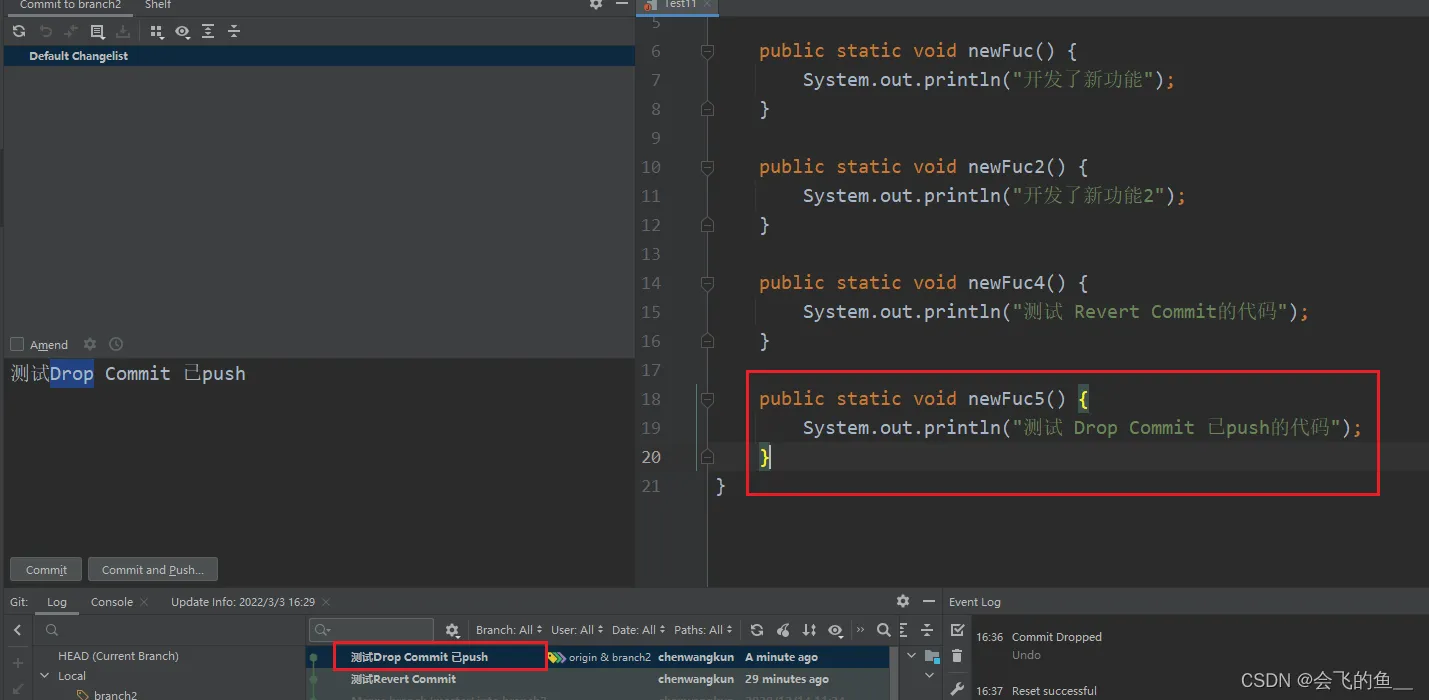 Commit to branch2 Shelf
Default Changelist
Amend
测试Drop Commit 已push
Commit Commit and Push...
Test11
5
6 public static void newFuc() {
7 System.out.println("开发了新功能");
8 }
9
10 public static void newFuc2() {
11 System.out.println("开发了新功能2");
12 }
13
14 public static void newFuc4() {
15 System.out.println("测试 Revert Commit的代码");
16 }
17
18 public static void newFuc5() {
19 System.out.println("测试 Drop Commit 已push的代码");
20 }
21 }
Git: Log Console Update Info: 2022/3/3 16:29
Branch: All User: All Date: All Paths: All
HEAD (Current Branch)
Local
branch2
测试Drop Commit 已push origin & branch2 chenwangkun A minute ago
测试Revert Commit chenwangkun 29 minutes ago
Event Log
16:36 Commit Dropped
Undo
16:37 Reset successful
CSDN @会飞的鱼__